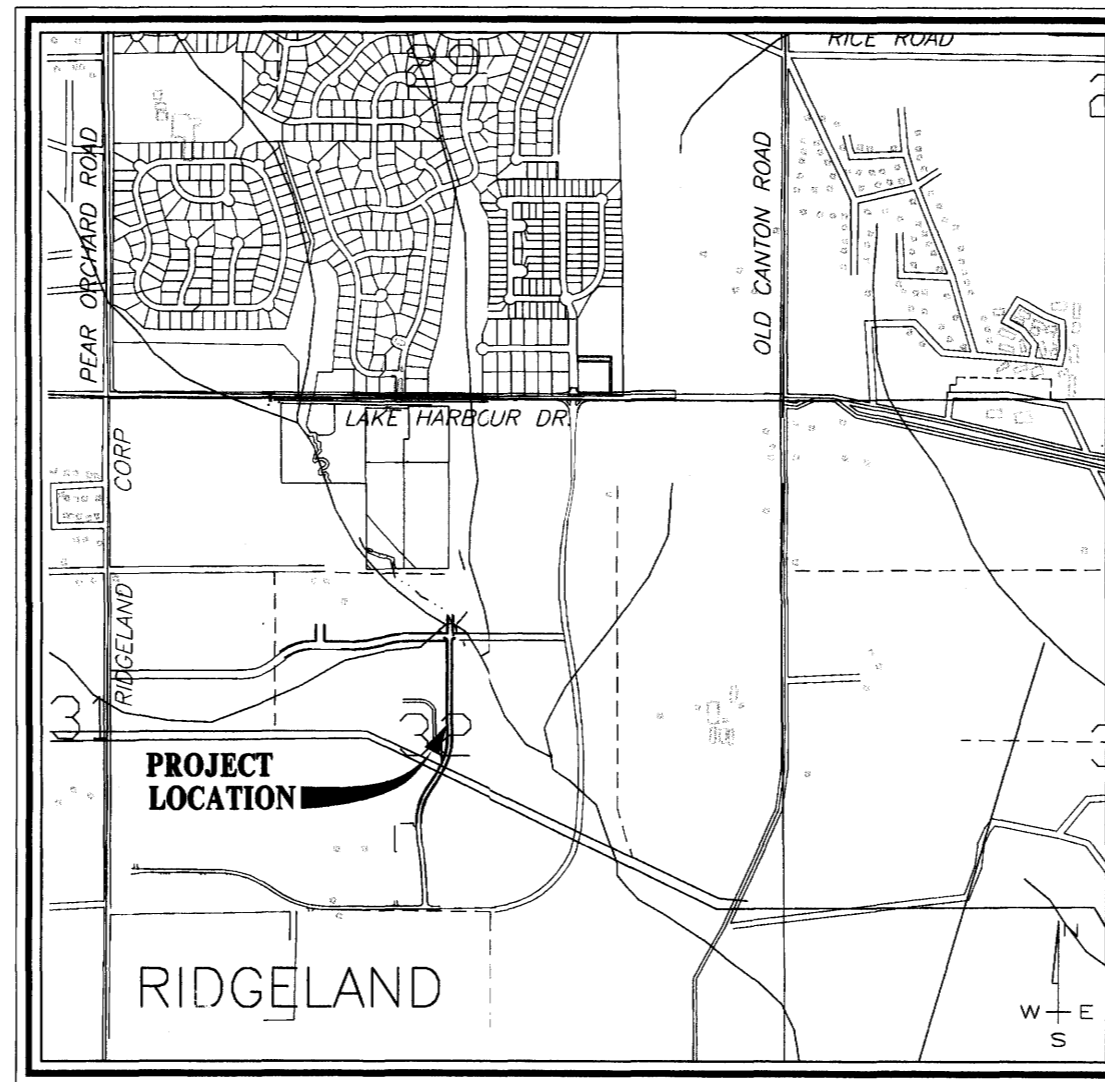 RICE ROAD
PEAR ORCHARD ROAD
OLD CANTON ROAD
LAKE HARBOUR DR.
CORP
RIDGELAND
PROJECT
LOCATION
RIDGELAND
N
W E
S